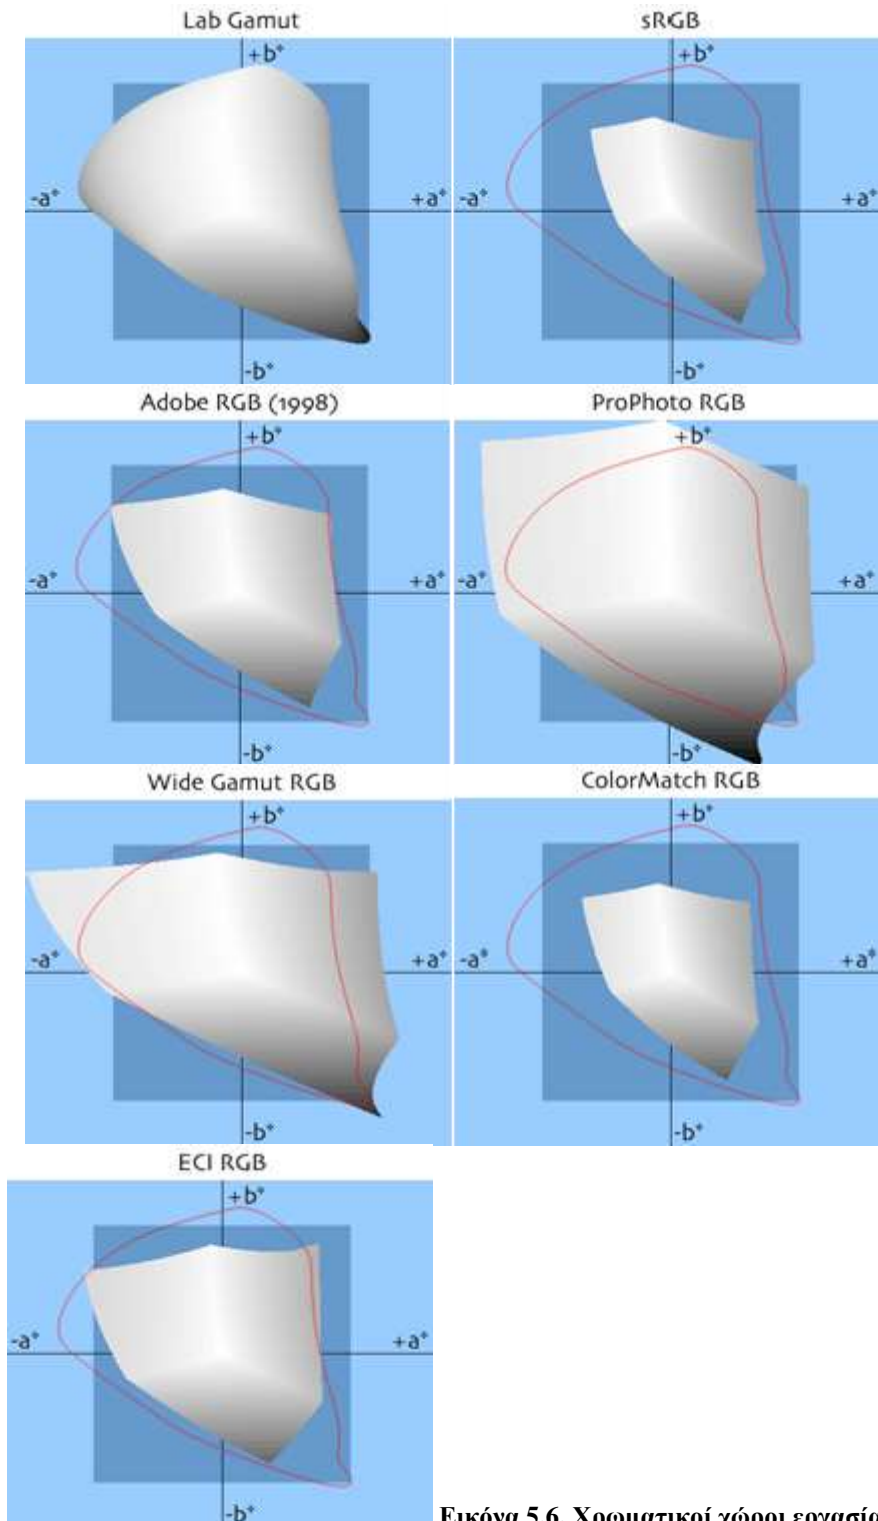 Lab Gamut
sRGB
+b*
+b*
-a*
+a*
-a*
+a*
-b*
-b*
Adobe RGB (1998)
ProPhoto RGB
+b*
+b*
-a*
+a*
-a*
+a*
-b*
-b*
Wide Gamut RGB
ColorMatch RGB
+b*
+b*
-a*
+a*
-a*
+a*
-b*
-b*
ECI RGB
+b*
-a*
+a*
-b*
Εικόνα 5.6. Χρωματικοί χώροι εργασία